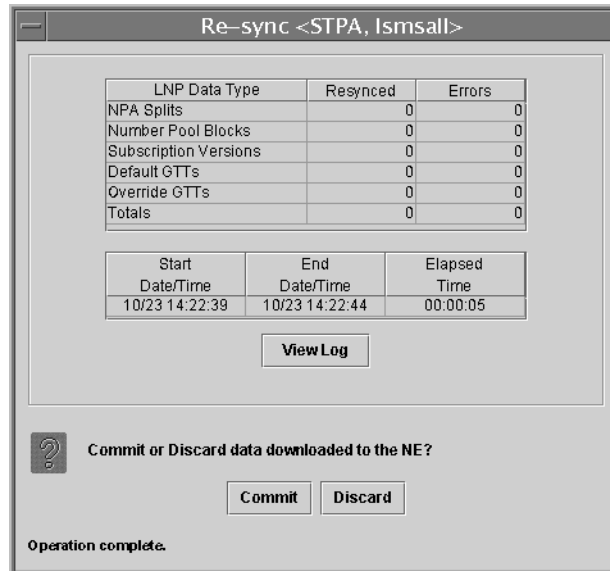 Re-sync <STPA, lsmsall>
LNP Data Type Resynced Errors
NPA Splits 0 0
Number Pool Blocks 0 0
Subscription Versions 0 0
Default GTTs 0 0
Override GTTs 0 0
Totals 0 0
Start Date/Time End Date/Time Elapsed Time
10/23 14:22:39 10/23 14:22:44 00:00:05
View Log
Commit or Discard data downloaded to the NE?
Commit Discard
Operation complete.